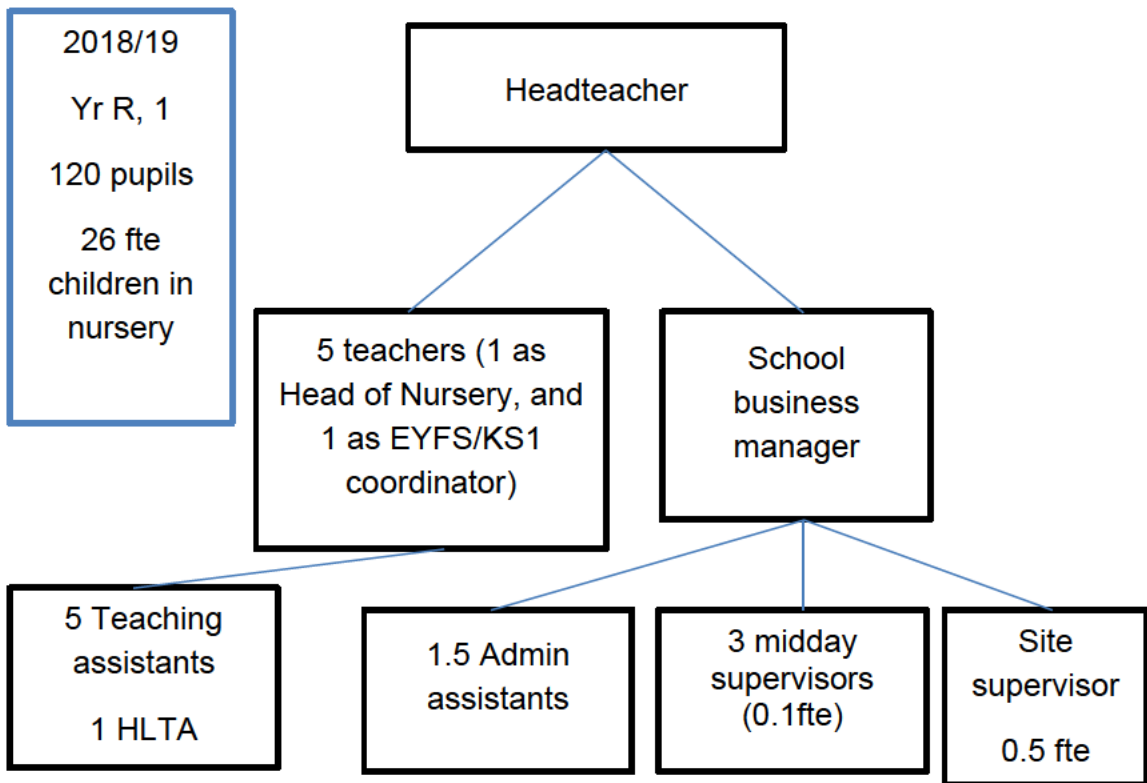 2018/19
Yr R, 1
120 pupils
26 fte
children in
nursery
Headteacher
5 teachers (1 as
Head of Nursery, and
1 as EYFS/KS1
coordinator)
School
business
manager
5 Teaching
assistants
1 HLTA
1.5 Admin
assistants
3 midday
supervisors
(0.1fte)
Site
supervisor
0.5 fte